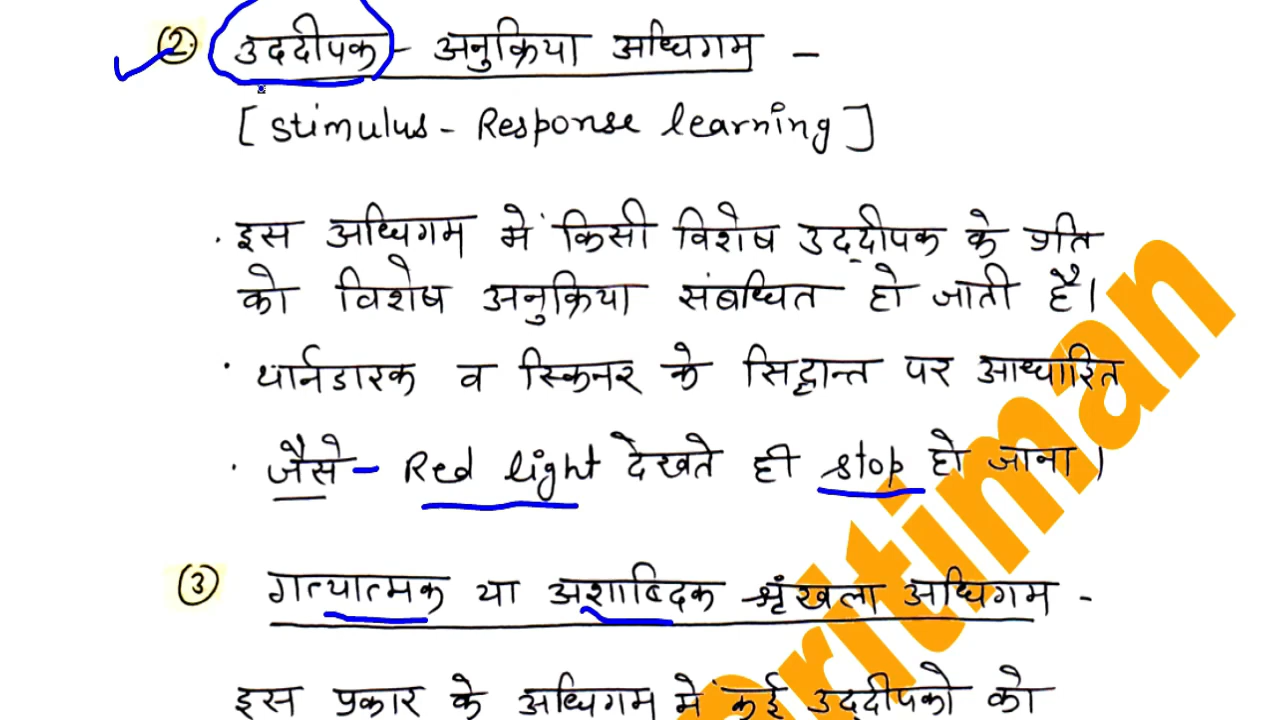 ② उददीपक - अनुक्रिया अधिगम -
[Stimulus - Response learning]
· इस अधिगम में किसी विशेष उददीपक के प्रति
को विशेष अनुक्रिया संबधित हो जाती है।
· थार्नडारक व स्किनर के सिद्धान्त पर आधारित
· जैसे - Red light देखते ही stop हो जाना।
③ गत्यात्मक या अशाब्दिक श्रृंखला अधिगम -
इस प्रकार के अधिगम में कई उद्दीपको को